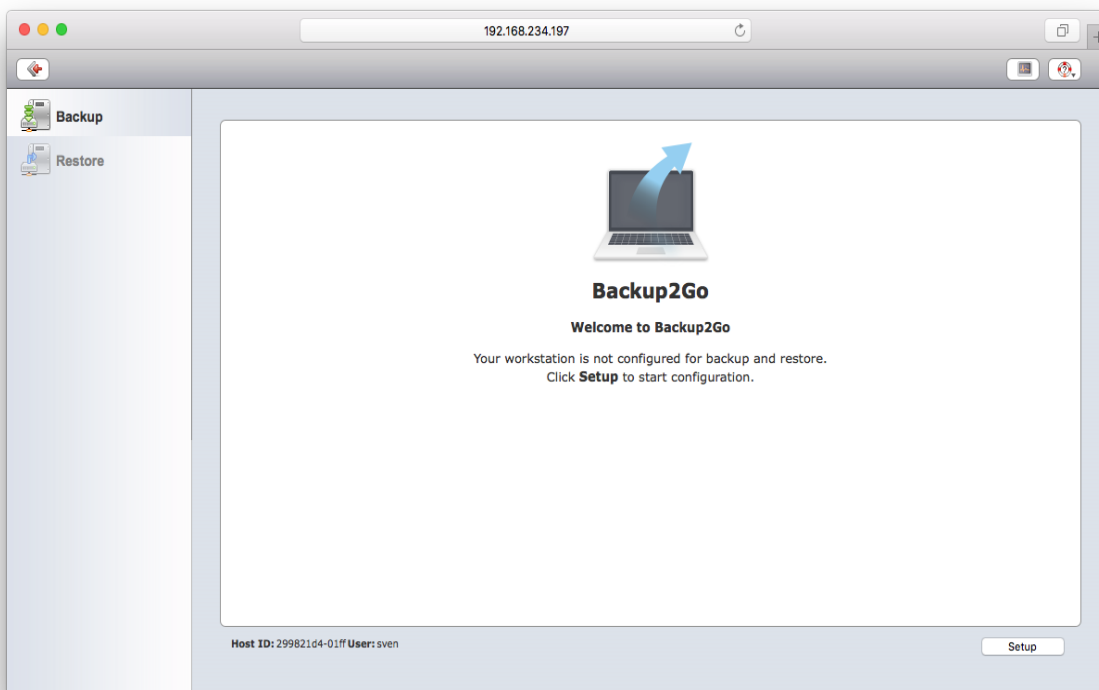 192.168.234.197
Backup
Restore
Backup2Go
Welcome to Backup2Go
Your workstation is not configured for backup and restore.
Click Setup to start configuration.
Host ID: 299821d4-01ff User: sven
Setup